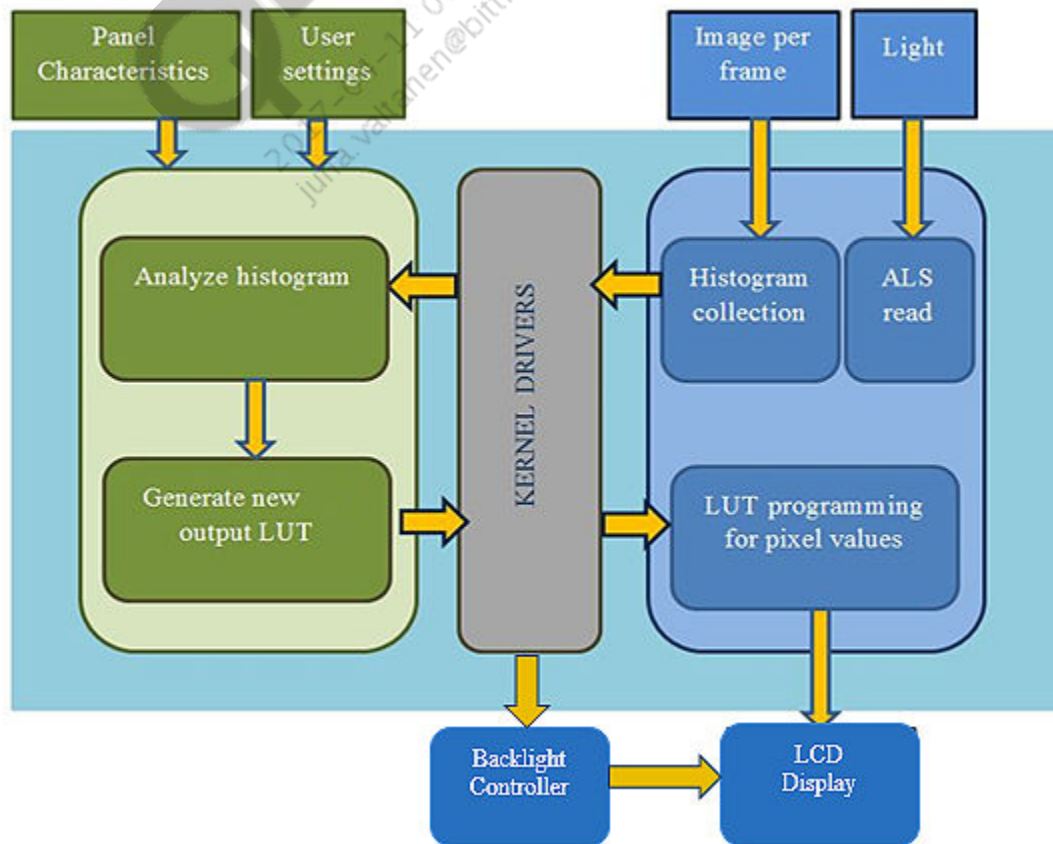 Panel
Characteristics
User
settings
Image per
frame
Light
Analyze histogram
KERNEL DRIVERS
Histogram
collection
ALS
read
Generate new
output LUT
LUT programming
for pixel values
Backlight
Controller
LCD
Display